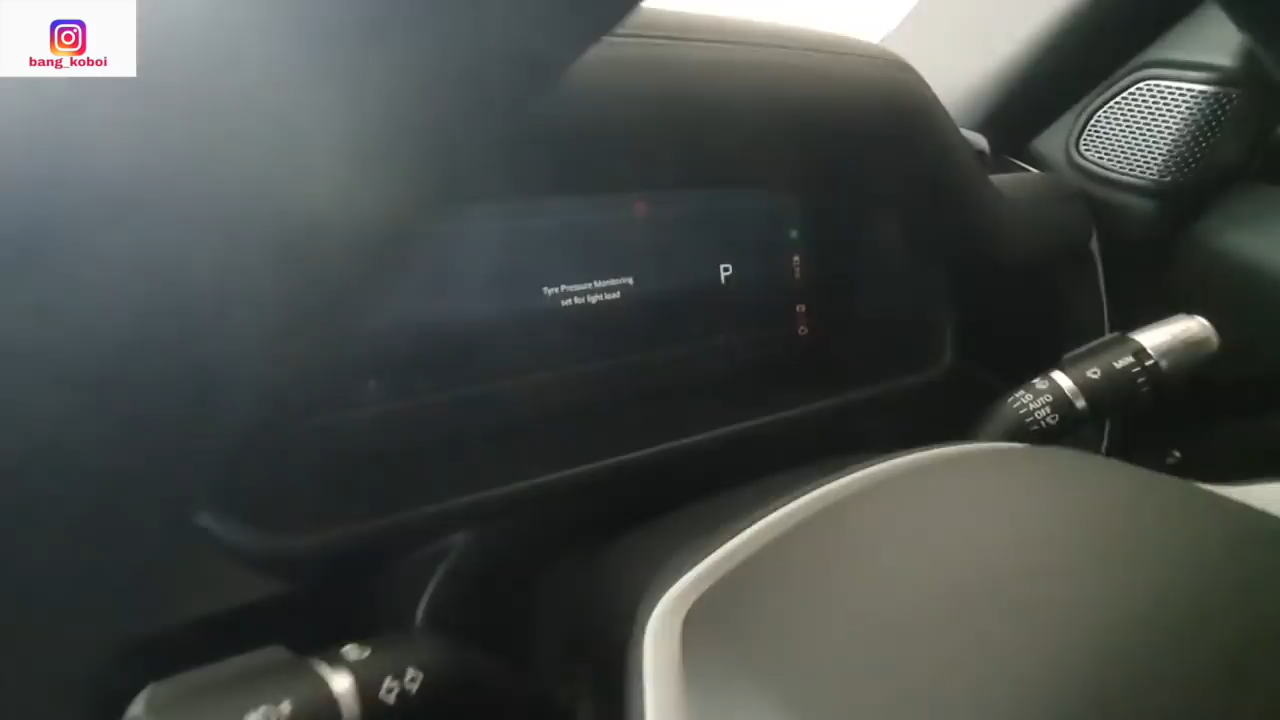 bang_koboi
Tyre Pressure Monitoring
set for light load
P
MIN
LO
AUTO
OFF